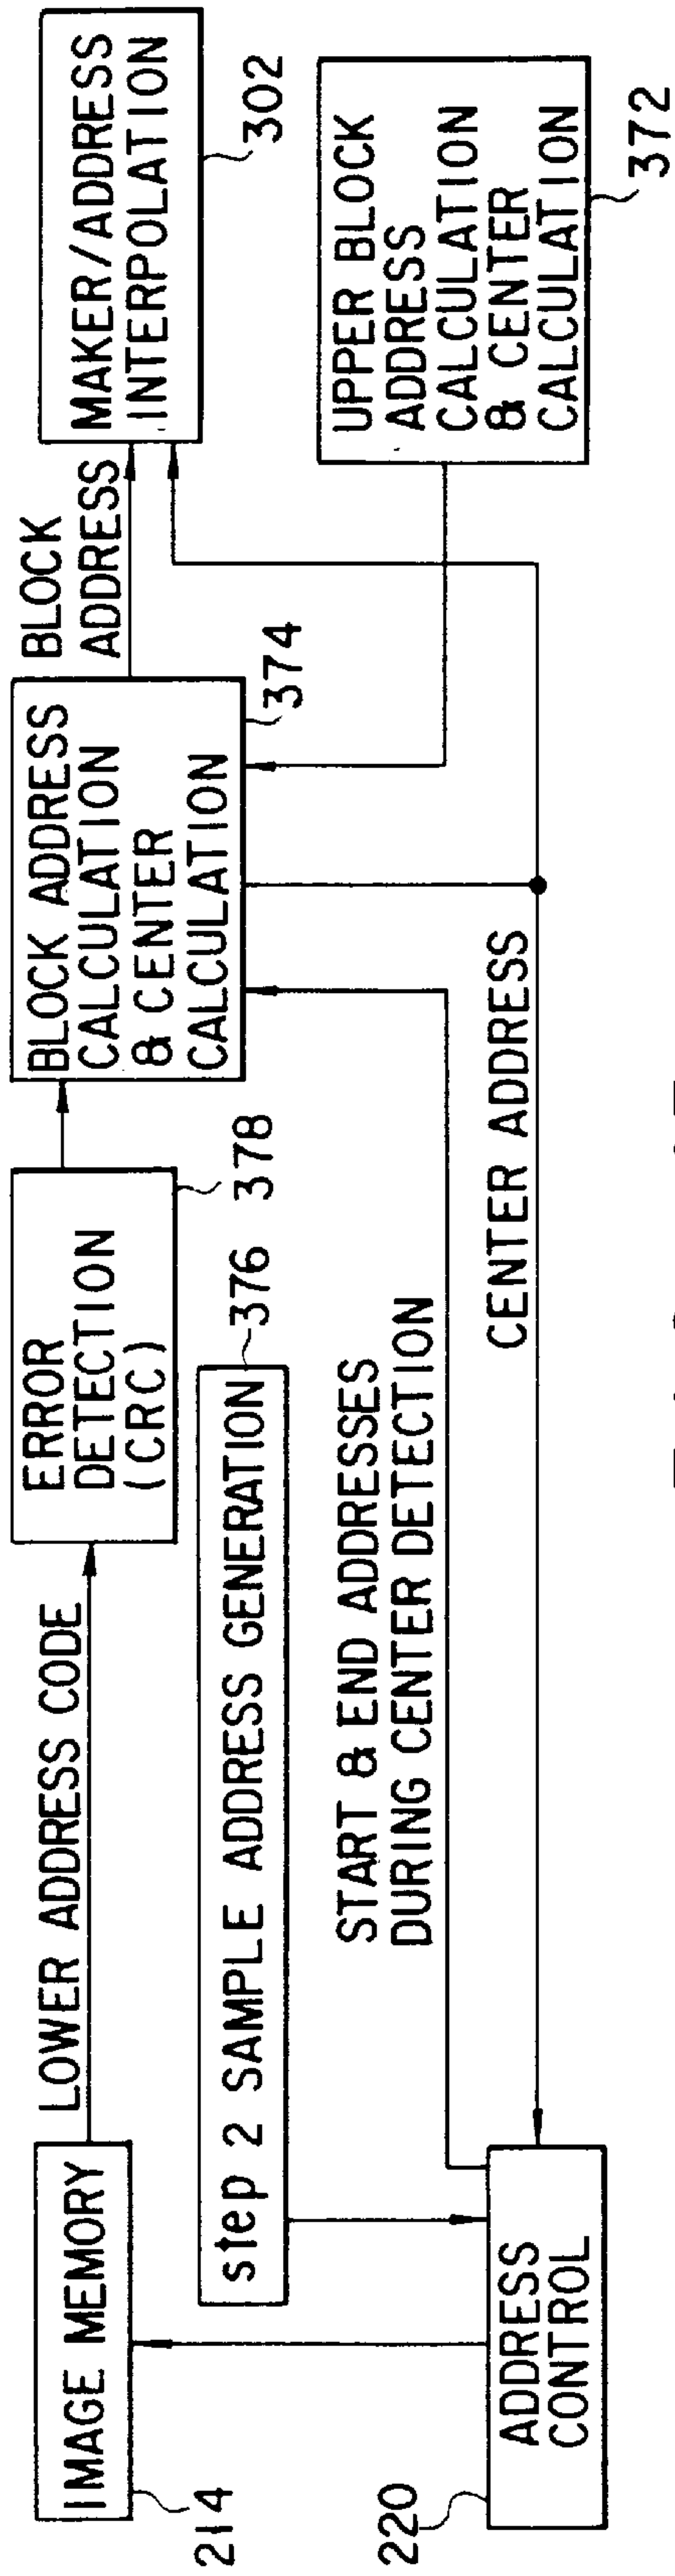 IMAGE MEMORY
214
LOWER ADDRESS CODE
ERROR
DETECTION
(CRC)
378
BLOCK ADDRESS
CALCULATION
& CENTER
CALCULATION
374
BLOCK
ADDRESS
MAKER/ADDRESS
INTERPOLATION
302
step 2 SAMPLE ADDRESS GENERATION
376
START & END ADDRESSES
DURING CENTER DETECTION
UPPER BLOCK
ADDRESS
CALCULATION
& CENTER
CALCULATION
372
CENTER ADDRESS
220
ADDRESS
CONTROL